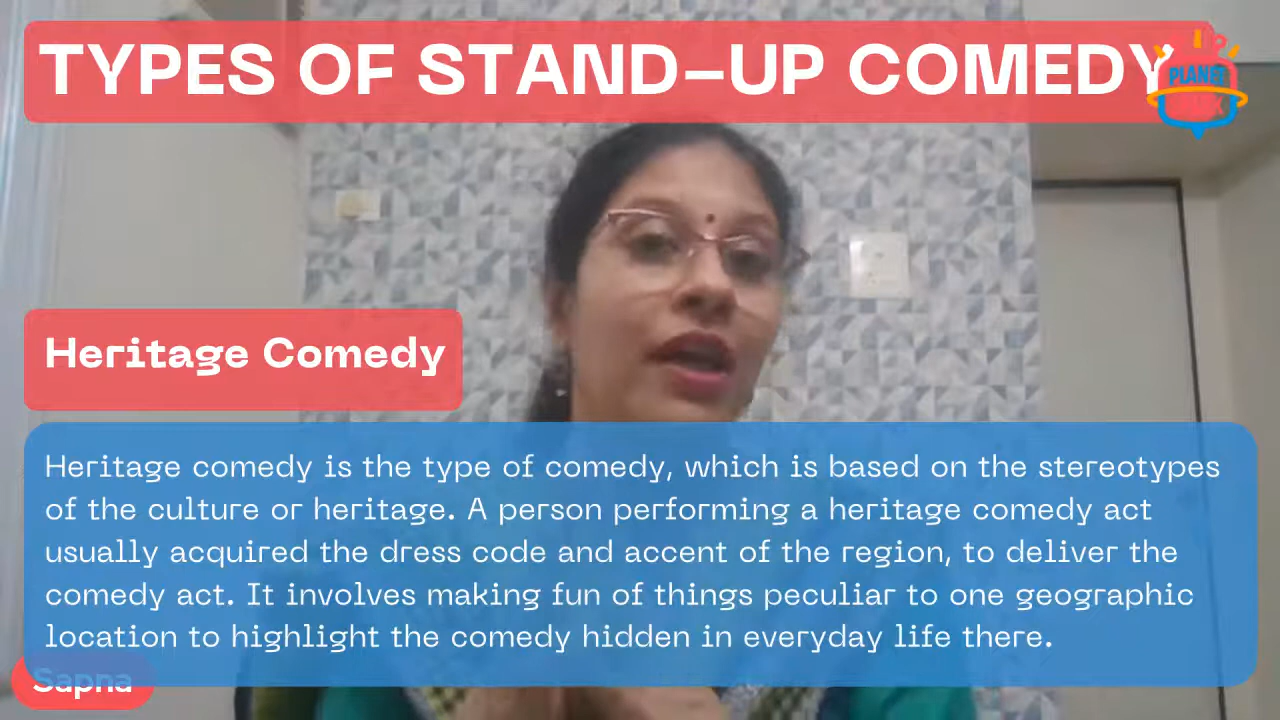 TYPES OF STAND-UP COMEDY
PLANET
Heritage Comedy
Heritage comedy is the type of comedy, which is based on the stereotypes
of the culture or heritage. A person performing a heritage comedy act
usually acquired the dress code and accent of the region, to deliver the
comedy act. It involves making fun of things peculiar to one geographic
location to highlight the comedy hidden in everyday life there.
Sapna